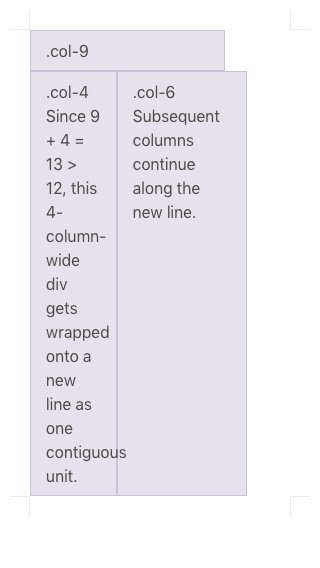 .col-9
.col-4
Since 9
+ 4 =
13 >
12, this
4-
column-
wide
div
gets
wrapped
onto a
new
line as
one
contiguous
unit.
.col-6
Subsequent
columns
continue
along the
new line.